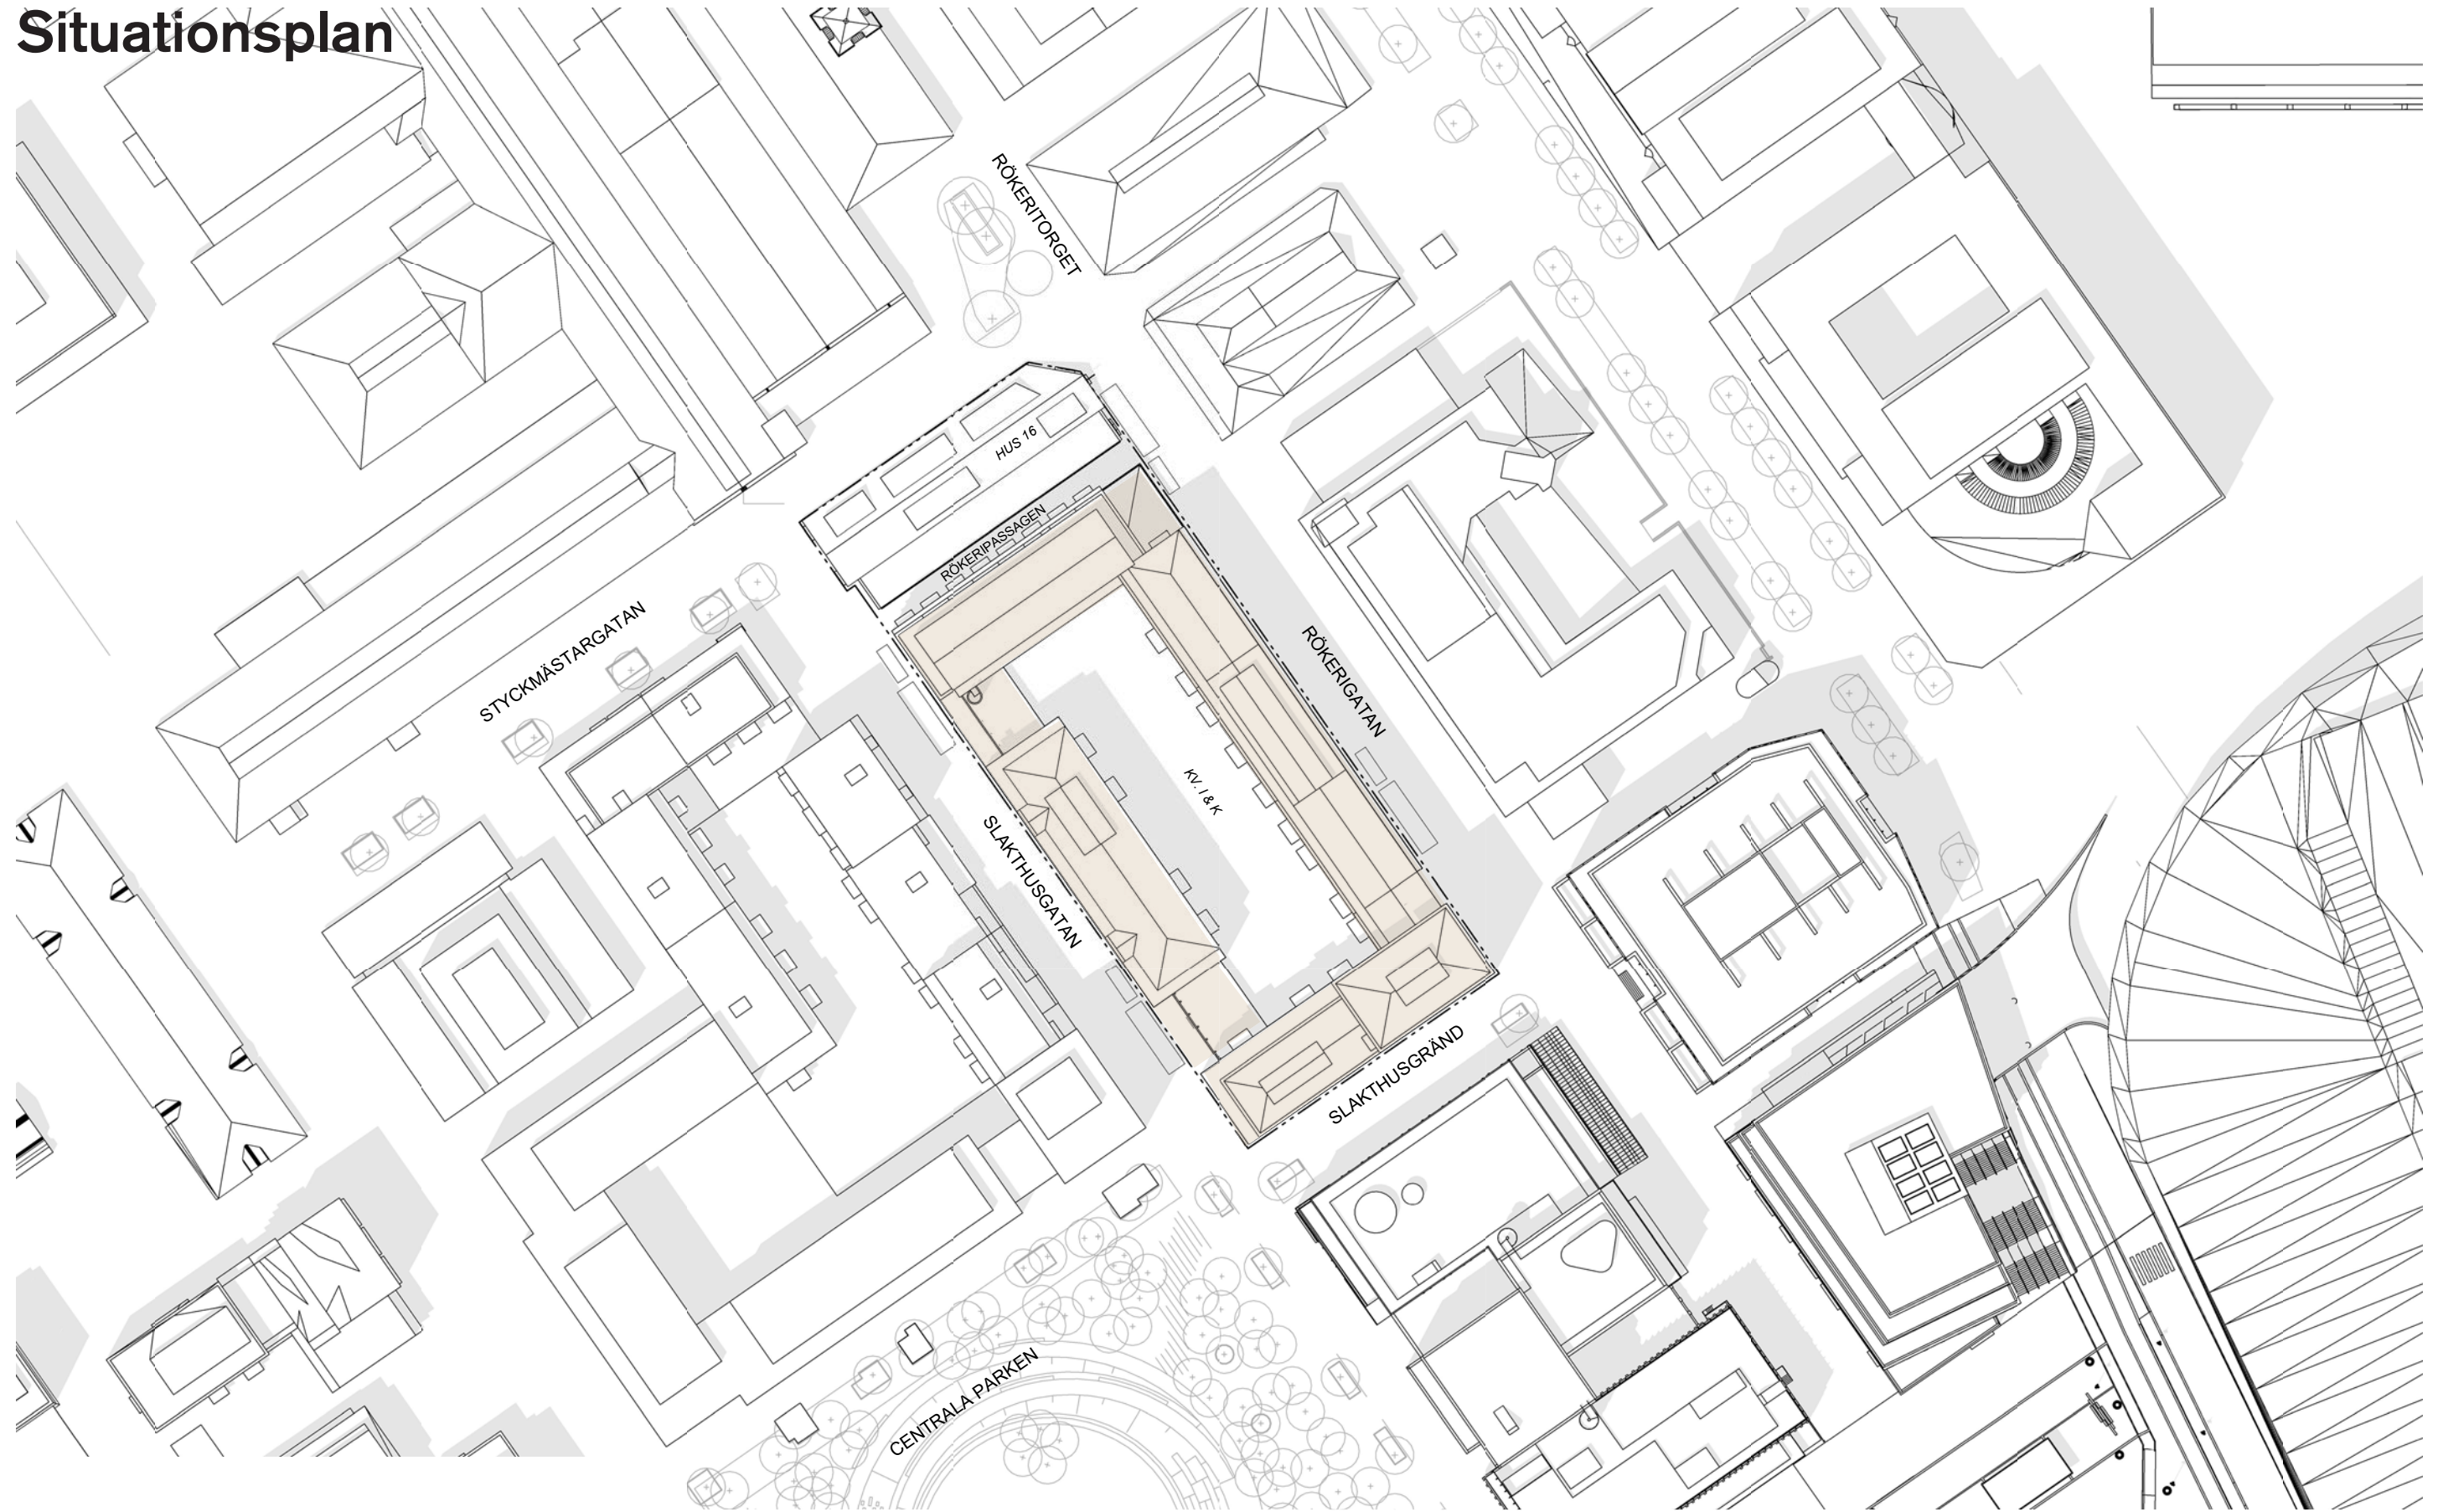 Situationsplan
RÖKERITORGET
HUS 16
RÖKERIPASSAGEN
STYCKMÄSTARGATAN
RÖKERIGATAN
KV. I & K
SLAKTHUSGATAN
SLAKTHUSGRÄND
CENTRALA PARKEN